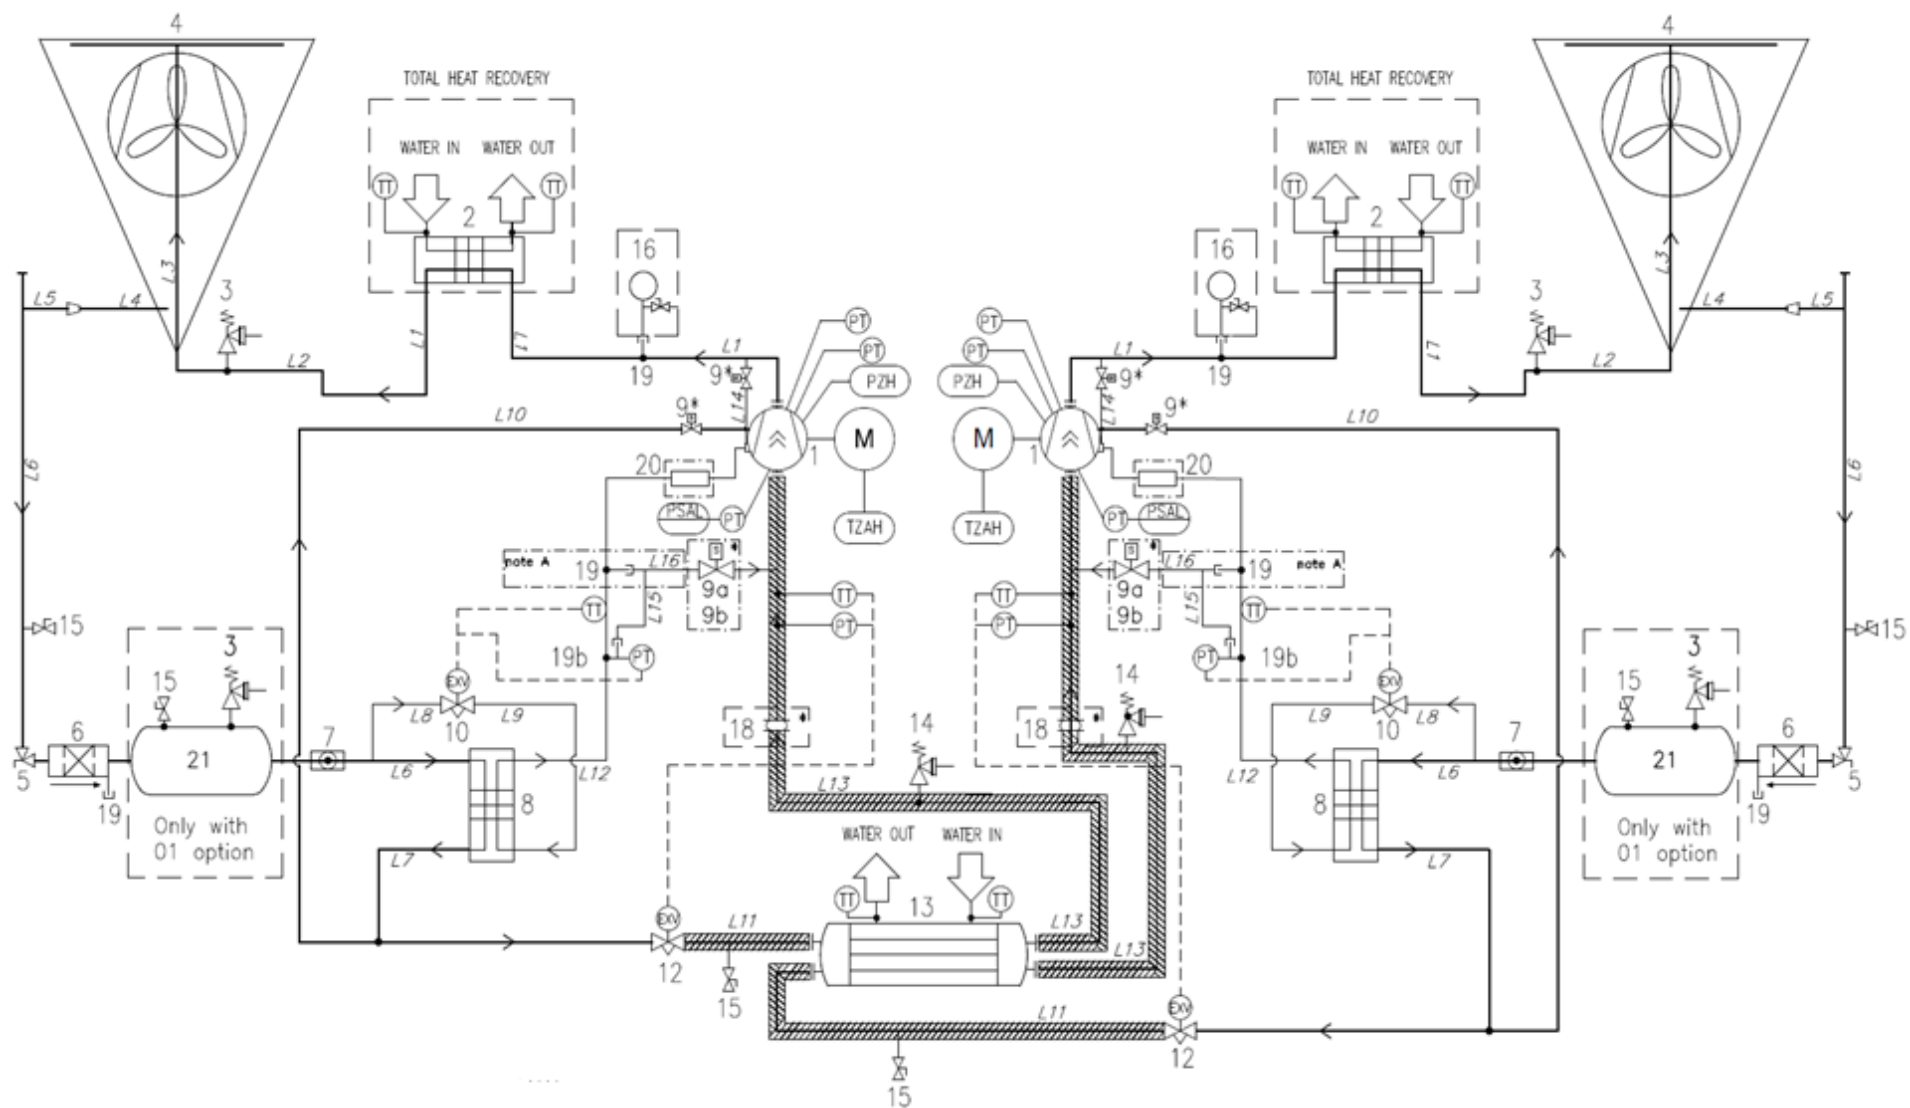 4
4
TOTAL HEAT RECOVERY
TOTAL HEAT RECOVERY
WATER IN WATER OUT
WATER IN WATER OUT
TT
TT
TT
TT
2
2
16
16
L3
L3
3
3
L5
L4
L4
L5
L1
L1
L1
L1
L1
L1
L2
L2
PT
PT
PT
PT
PZH
PZH
19
19
9*
9*
L14
L14
9*
9*
L10
L10
M
M
1
1
L6
L6
20
20
PSAL
PT
PT
PSAL
TZAH
TZAH
note A
19
L16
S
S
L16
19
note A
9a
9b
9a
9b
L15
L15
TT
TT
TT
TT
PT
PT
15
15
19b
PT
PT
19b
3
3
15
15
EXV
EXV
14
14
L8
L9
L9
L8
10
10
18
18
6
7
7
6
21
21
5
5
L6
L6
L12
L12
19
19
8
8
L13
Only with
O1 option
Only with
O1 option
WATER OUT
WATER IN
L7
L7
TT
TT
13
EXV
L11
L13
L13
12
15
EXV
L11
12
15